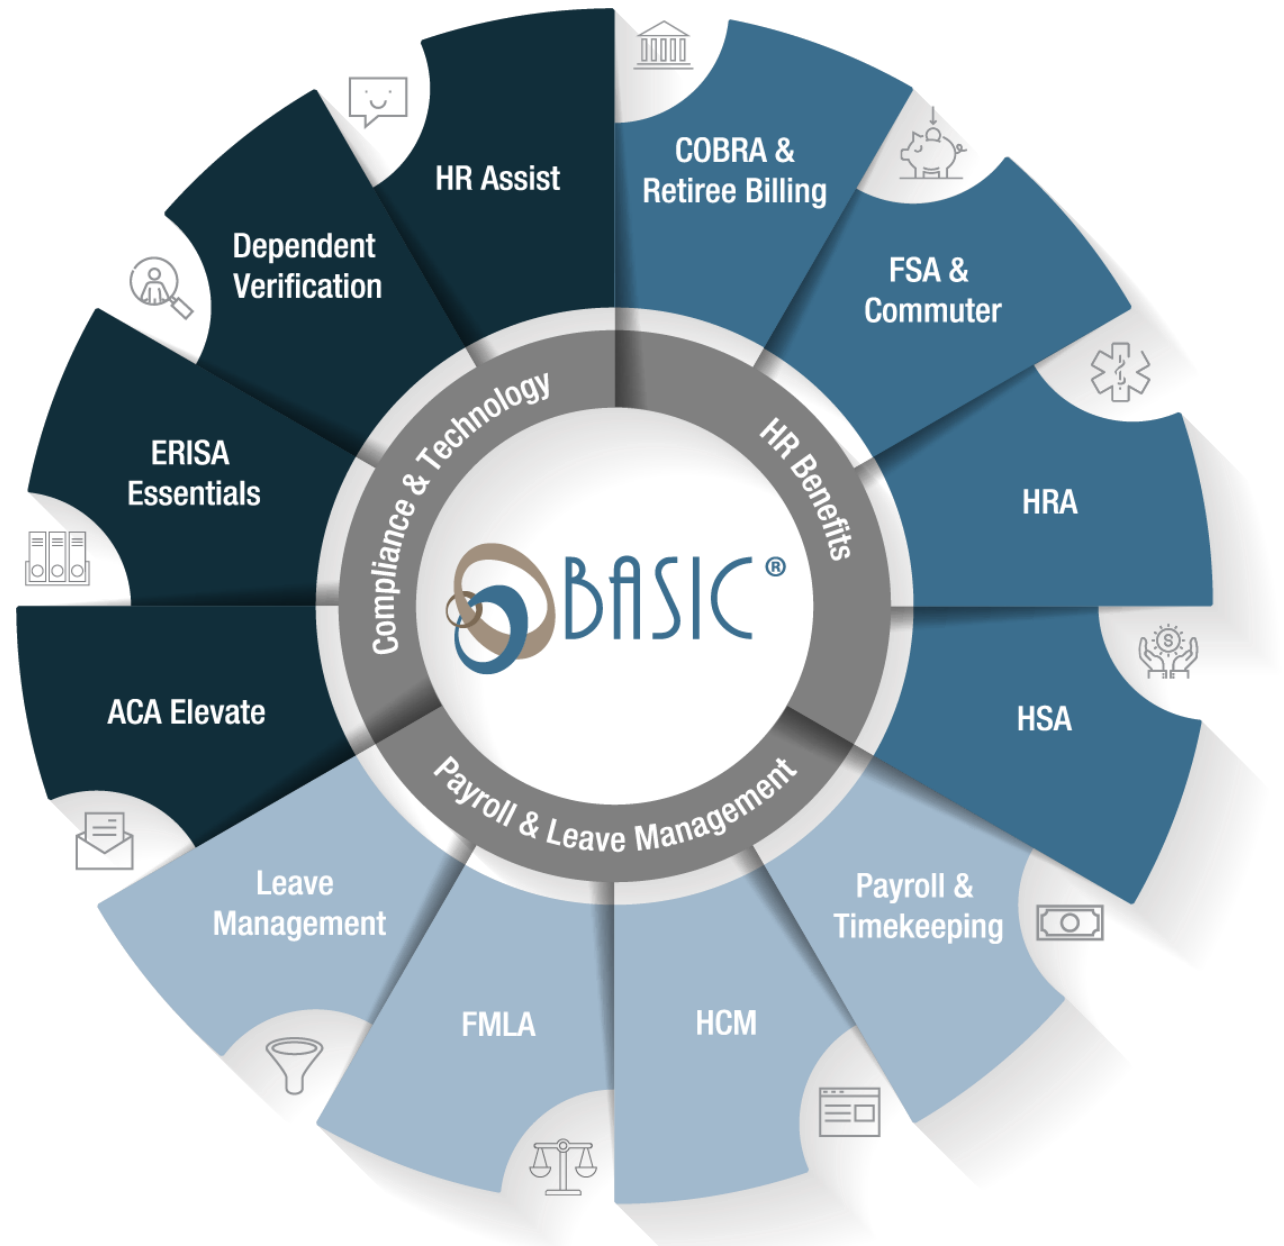 HR Assist
COBRA &
Retiree Billing
FSA &
Commuter
HRA
HSA
Payroll &
Timekeeping
HCM
FMLA
Leave
Management
ACA Elevate
ERISA
Essentials
Dependent
Verification
Compliance & Technology
HR Benefits
Payroll & Leave Management
BASIC®
$